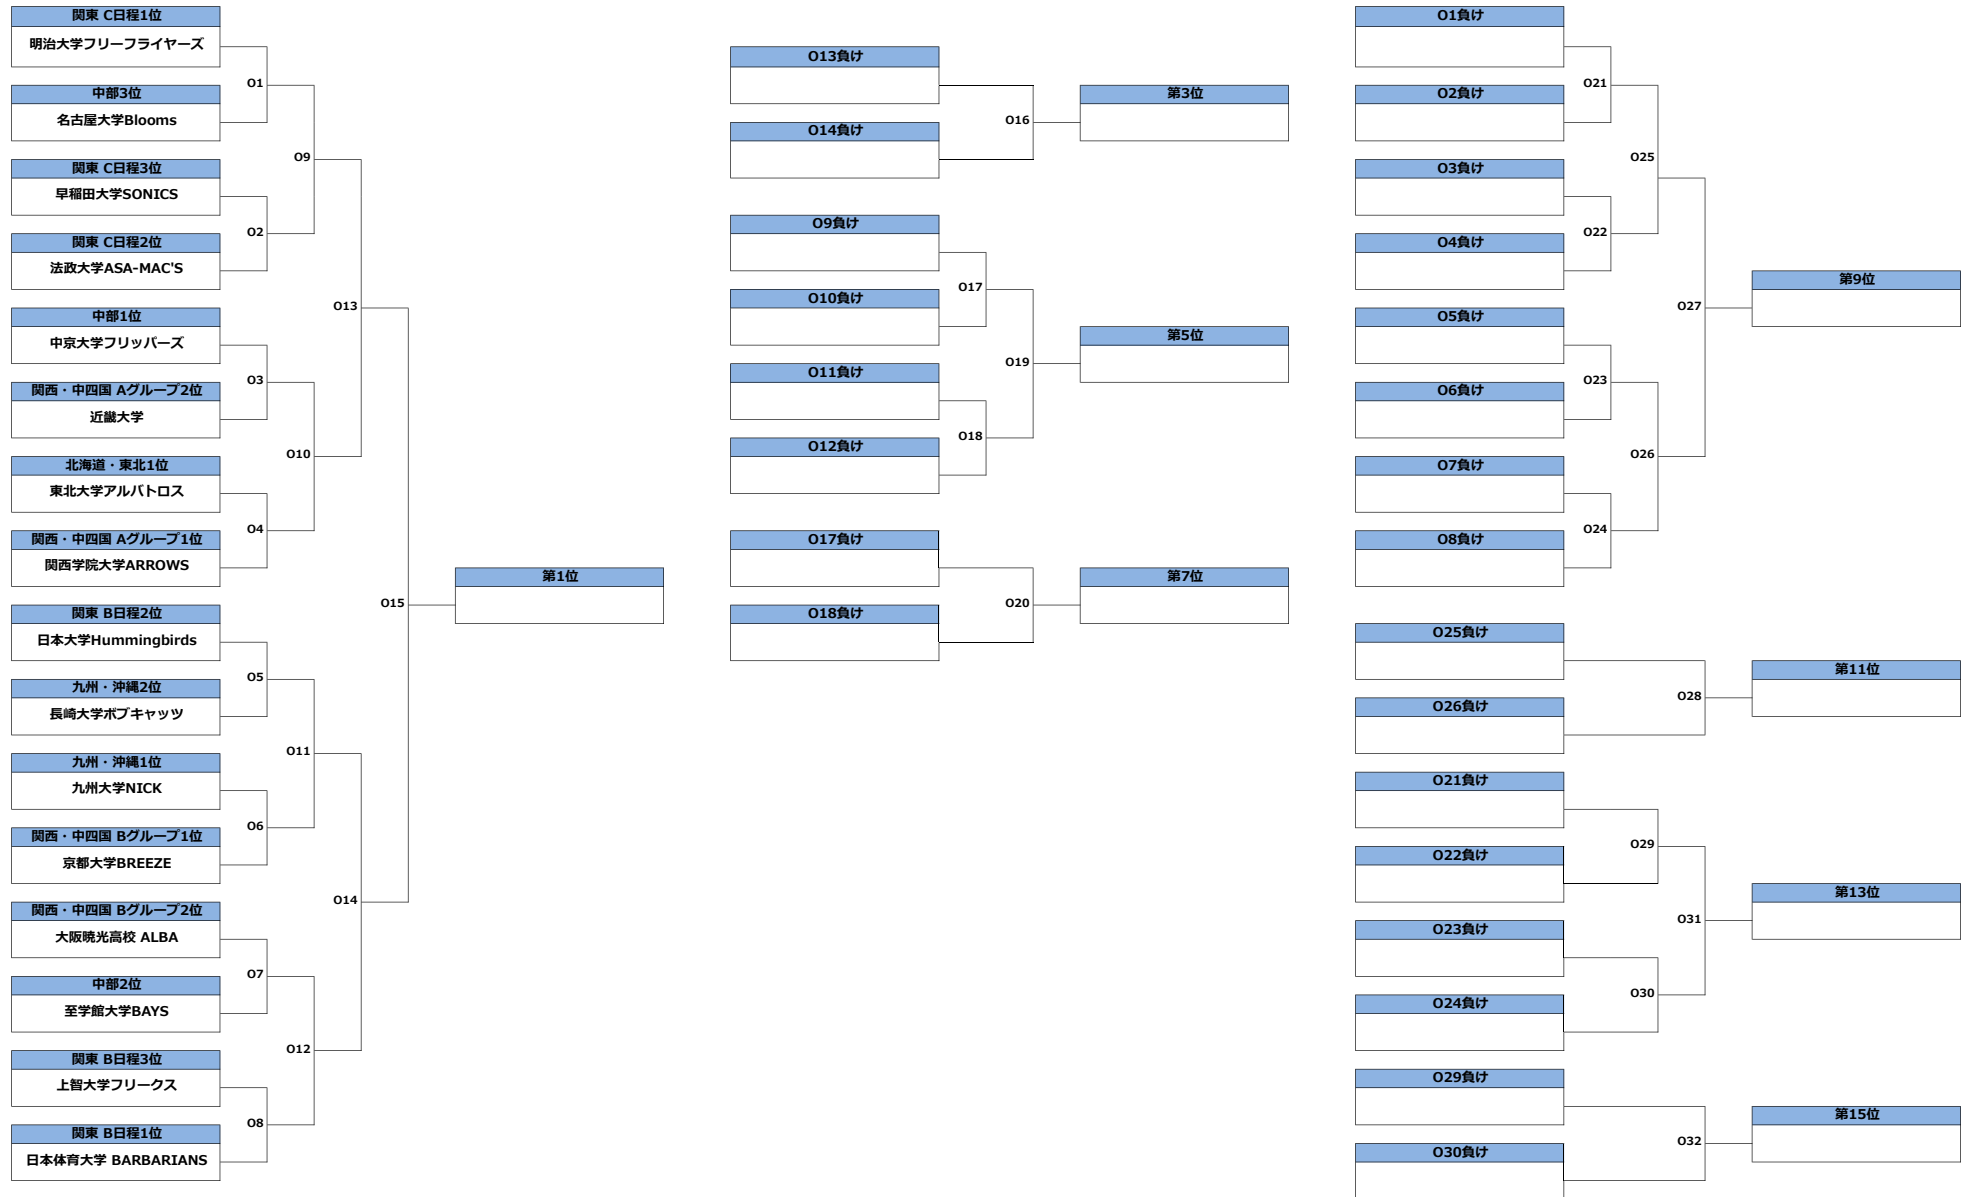 関東 C日程1位
明治大学フリーフライヤーズ
O1
中部3位
名古屋大学Blooms
O9
関東 C日程3位
早稲田大学SONICS
O2
関東 C日程2位
法政大学ASA-MAC'S
O13
中部1位
中京大学フリッパーズ
O3
関西・中四国 Aグループ2位
近畿大学
O10
北海道・東北1位
東北大学アルバトロス
O4
関西・中四国 Aグループ1位
関西学院大学ARROWS
O15
第1位
関東 B日程2位
日本大学Hummingbirds
O5
九州・沖縄2位
長崎大学ボブキャッツ
O11
九州・沖縄1位
九州大学NICK
O6
関西・中四国 Bグループ1位
京都大学BREEZE
O14
関西・中四国 Bグループ2位
大阪暁光高校 ALBA
O7
中部2位
至学館大学BAYS
O12
関東 B日程3位
上智大学フリークス
O8
関東 B日程1位
日本体育大学 BARBARIANS
O13負け
O16
第3位
O14負け
O9負け
O17
O10負け
O19
第5位
O11負け
O18
O12負け
O17負け
O20
第7位
O18負け
O1負け
O21
O2負け
O25
O3負け
O22
O4負け
O27
第9位
O5負け
O23
O6負け
O26
O7負け
O24
O8負け
O25負け
O28
第11位
O26負け
O21負け
O29
O22負け
O31
第13位
O23負け
O30
O24負け
O29負け
O32
第15位
O30負け